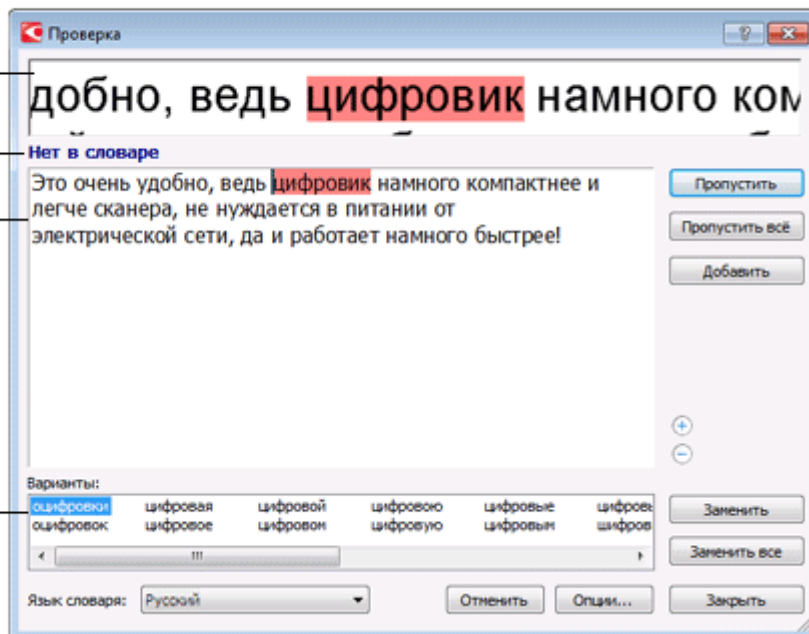 Проверка
добно, ведь цифровик намного ком
Нет в словаре
Это очень удобно, ведь цифровик намного компактнее и
легче сканера, не нуждается в питании от
электрической сети, да и работает намного быстрее!
Пропустить
Пропустить всё
Добавить
Варианты:
оцифровки цифровая цифровой цифровою цифровые
оцифровок цифровое цифровом цифровую цифровым
Заменить
Заменить все
Язык словаря: Русский Отменить Опции... Закрыть